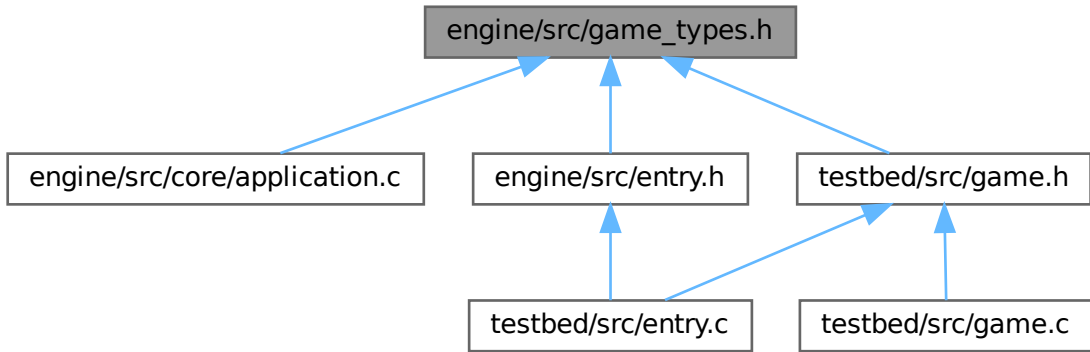 engine/src/game_types.h
engine/src/core/application.c
engine/src/entry.h
testbed/src/game.h
testbed/src/entry.c
testbed/src/game.c